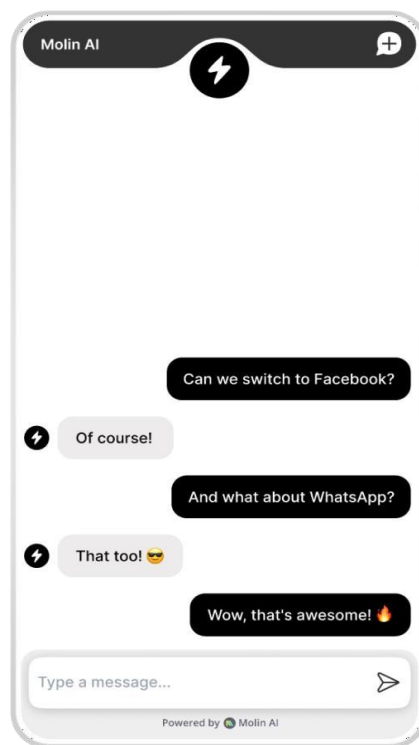 Molin AI
Can we switch to Facebook?
Of course!
And what about WhatsApp?
That too! 😎
Wow, that's awesome! 🔥
Type a message...
Powered by Molin AI